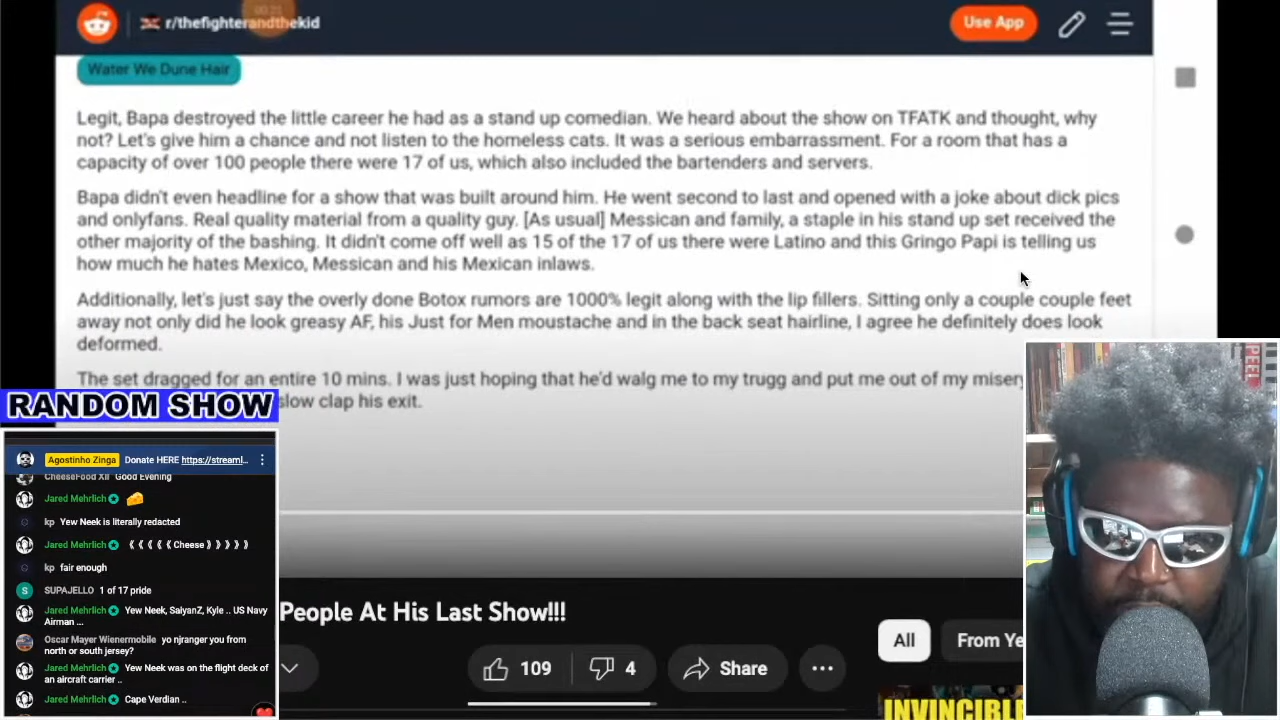 00:21
r/thefighterandthekid
Use App
Water We Dune Hair
Legit, Bapa destroyed the little career he had as a stand up comedian. We heard about the show on TFATK and thought, why
not? Let's give him a chance and not listen to the homeless cats. It was a serious embarrassment. For a room that has a
capacity of over 100 people there were 17 of us, which also included the bartenders and servers.
Bapa didn't even headline for a show that was built around him. He went second to last and opened with a joke about dick pics
and onlyfans. Real quality material from a quality guy. [As usual] Messican and family, a staple in his stand up set received the
other majority of the bashing. It didn't come off well as 15 of the 17 of us there were Latino and this Gringo Papi is telling us
how much he hates Mexico, Messican and his Mexican inlaws.
Additionally, let's just say the overly done Botox rumors are 1000% legit along with the lip fillers. Sitting only a couple couple feet
away not only did he look greasy AF, his Just for Men moustache and in the back seat hairline, I agree he definitely does look
deformed.
The set dragged for an entire 10 mins. I was just hoping that he'd walg me to my trugg and put me out of my misery
slow clap his exit.
RANDOM SHOW
Agostinho Zinga Donate HERE https://streaml...
CheeseFood XII Good Evening
Jared Mehrlich
kp Yew Neek is literally redacted
Jared Mehrlich 《《《《《Cheese》》》》》
kp fair enough
SUPAJELLO 1 of 17 pride
Jared Mehrlich Yew Neek, SaiyanZ, Kyle .. US Navy
Airman ...
Oscar Mayer Wienermobile yo njranger you from
north or south jersey?
Jared Mehrlich Yew Neek was on the flight deck of
an aircraft carrier ..
Jared Mehrlich Cape Verdian ..
People At His Last Show!!!
All
From Ye
109
4
Share
INVINCIBL